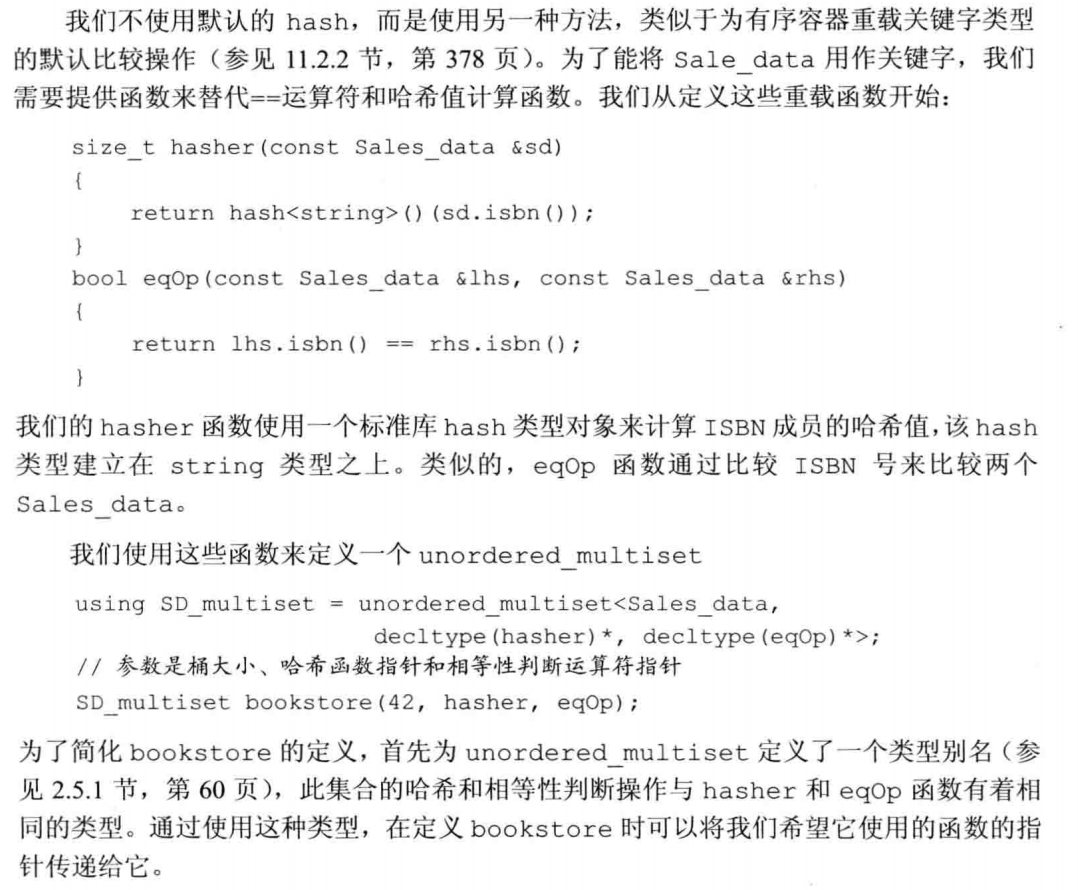 我们不使用默认的 hash，而是使用另一种方法，类似于为有序容器重载关键字类型
的默认比较操作（参见 11.2.2 节，第 378 页）。为了能将 Sale_data 用作关键字，我们
需要提供函数来替代==运算符和哈希值计算函数。我们从定义这些重载函数开始：
size_t hasher(const Sales_data &sd)
{
    return hash<string>()(sd.isbn());
}
bool eqOp(const Sales_data &lhs, const Sales_data &rhs)
{
    return lhs.isbn() == rhs.isbn();
}
我们的 hasher 函数使用一个标准库 hash 类型对象来计算 ISBN 成员的哈希值，该 hash
类型建立在 string 类型之上。类似的，eqOp 函数通过比较 ISBN 号来比较两个
Sales_data。
我们使用这些函数来定义一个 unordered_multiset
using SD_multiset = unordered_multiset<Sales_data,
                    decltype(hasher)*, decltype(eqOp)*>;
// 参数是桶大小、哈希函数指针和相等性判断运算符指针
SD_multiset bookstore(42, hasher, eqOp);
为了简化 bookstore 的定义，首先为 unordered_multiset 定义了一个类型别名（参
见 2.5.1 节，第 60 页），此集合的哈希和相等性判断操作与 hasher 和 eqOp 函数有着相
同的类型。通过使用这种类型，在定义 bookstore 时可以将我们希望它使用的函数的指
针传递给它。